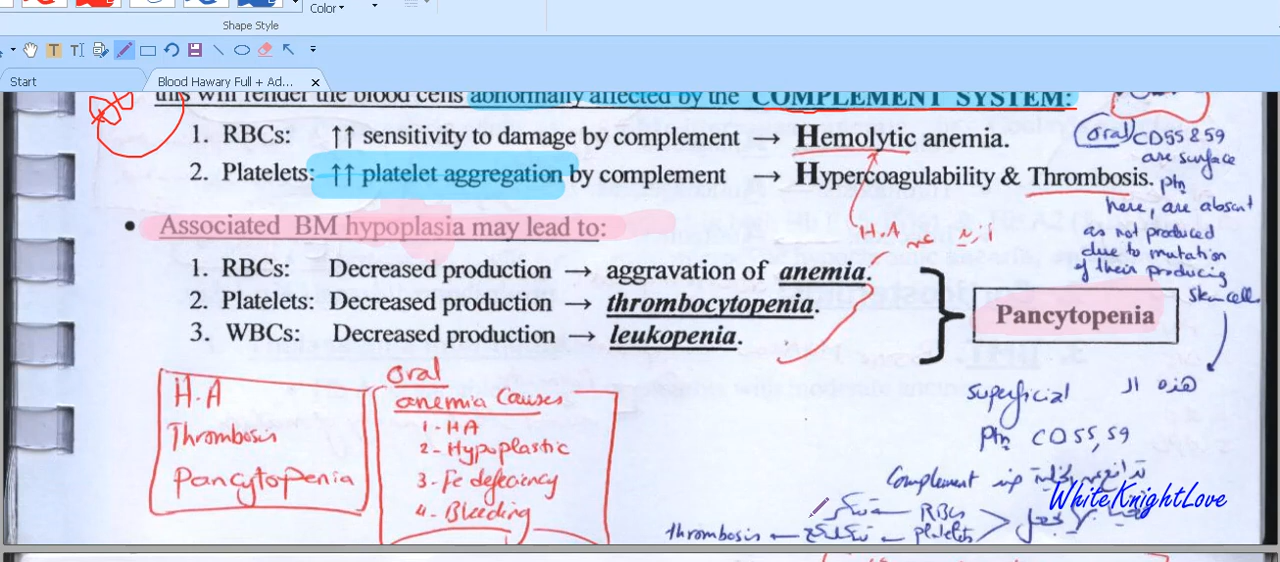 Color
Shape Style
Start
Blood Hawary Full + Ad...
this will render the blood cells abnormally affected by the COMPLEMENT SYSTEM:
1. RBCs: ↑↑ sensitivity to damage by complement → Hemolytic anemia.
2. Platelets: ↑↑ platelet aggregation by complement → Hypercoagulability & Thrombosis.
• Associated BM hypoplasia may lead to:
1. RBCs: Decreased production → aggravation of anemia.
2. Platelets: Decreased production → thrombocytopenia.
3. WBCs: Decreased production → leukopenia.
Pancytopenia
H.A
oral CD55&59
are surface
ptn
here are abscent
as not produced
due to mutation
of their producing
stem cell
H.A
Thrombosis
Pancytopenia
oral
anemia causes
1- HA
2- Hypoplastic
3- Fe defeciency
4- Bleeding
هذه ال
superficial
Ptn CD55,59
complement
RBCs
platelets
thrombosis
WhiteKnightLove